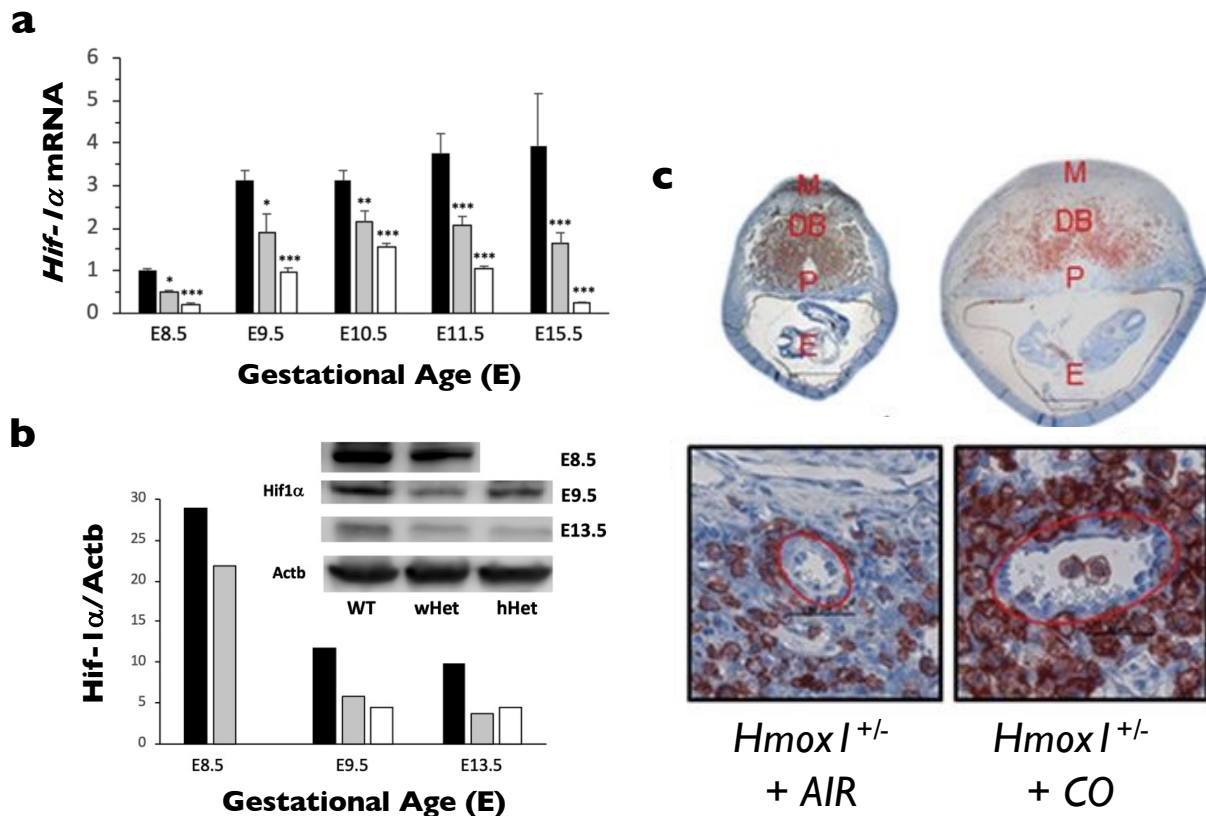 a
Hif-1α mRNA
6
5
4
3
2
1
0
* ***
* ***
** ***
*** ***
*** ***
E8.5 E9.5 E10.5 E11.5 E15.5
Gestational Age (E)
b
Hif-1α/Actb
30
25
20
15
10
5
0
E8.5
Hif1α E9.5
E13.5
Actb
WT wHet hHet
E8.5 E9.5 E13.5
Gestational Age (E)
c
M M
DB DB
P P
E E
Hmox1+/- Hmox1+/-
+ AIR + CO